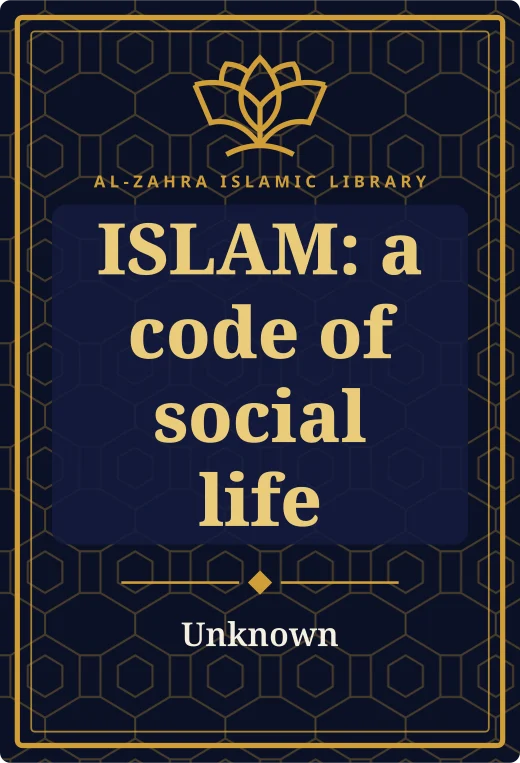 AL-ZAHRA ISLAMIC LIBRARY
ISLAM: a
code of
social
life
Unknown